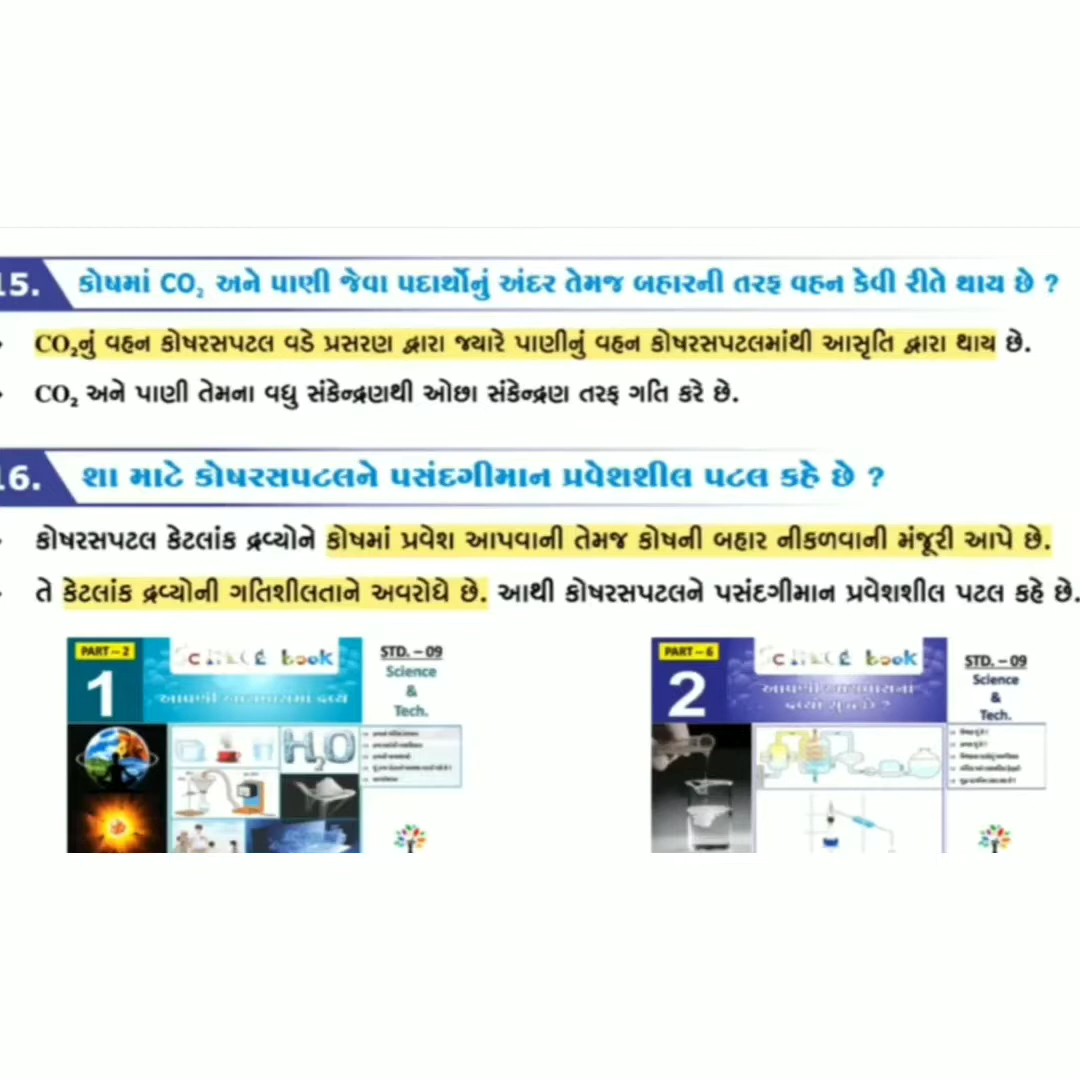 15. કોષમાં CO₂ અને પાણી જેવા પદાર્થોનું અંદર તેમજ બહારની તરફ વહન કેવી રીતે થાય છે ?
CO₂નું વહન કોષરસપટલ વડે પ્રસરણ દ્વારા જ્યારે પાણીનું વહન કોષરસપટલમાંથી આસૃતિ દ્વારા થાય છે.
CO₂ અને પાણી તેમના વધુ સંકેન્દ્રણથી ઓછા સંકેન્દ્રણ તરફ ગતિ કરે છે.
16. શા માટે કોષરસપટલને પસંદગીમાન પ્રવેશશીલ પટલ કહે છે ?
કોષરસપટલ કેટલાંક દ્રવ્યોને કોષમાં પ્રવેશ આપવાની તેમજ કોષની બહાર નીકળવાની મંજૂરી આપે છે.
તે કેટલાંક દ્રવ્યોની ગતિશીલતાને અવરોધે છે. આથી કોષરસપટલને પસંદગીમાન પ્રવેશશીલ પટલ કહે છે.
PART – 2
book
1
STD. – 09
Science
&
Tech.
H₂O
PART – 6
book
2
STD. – 09
Science
&
Tech.